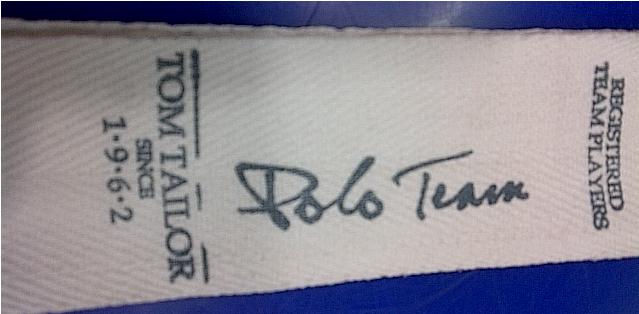 TOM TAILOR
SINCE
1·9·6·2
Polo Team
REGISTERED
TEAM PLAYERS